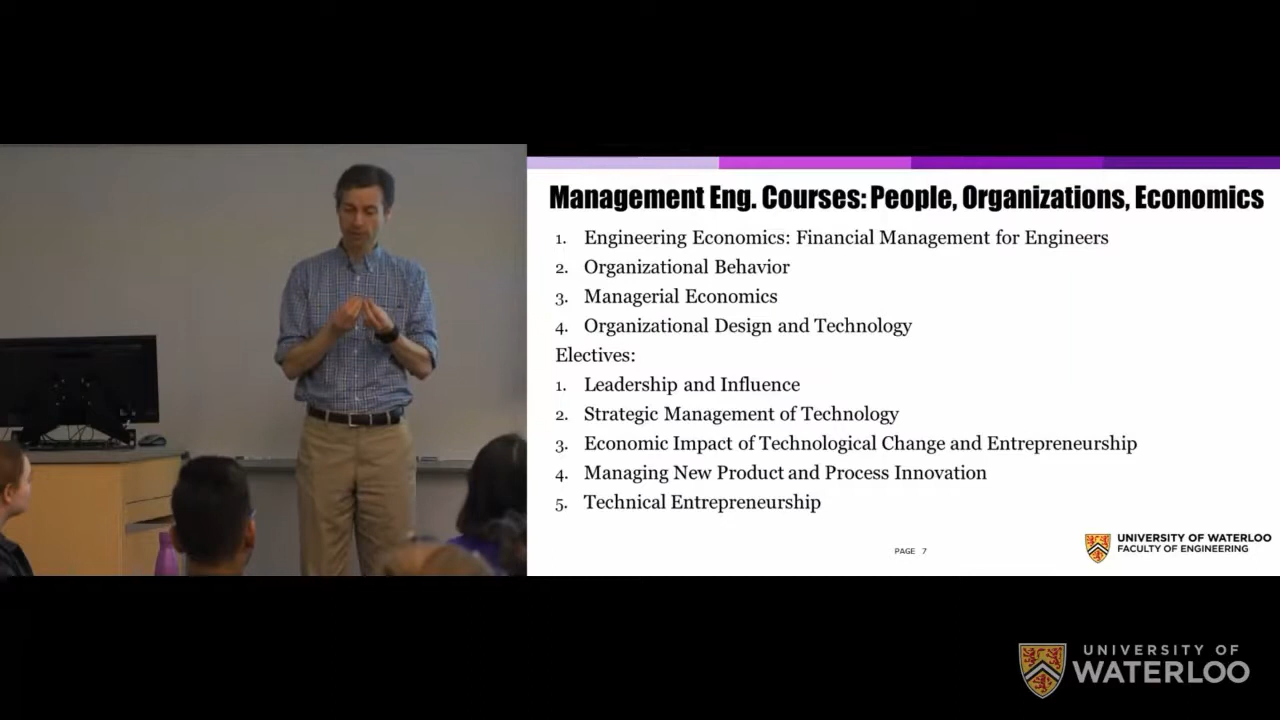 Management Eng. Courses: People, Organizations, Economics
1. Engineering Economics: Financial Management for Engineers
2. Organizational Behavior
3. Managerial Economics
4. Organizational Design and Technology
Electives:
1. Leadership and Influence
2. Strategic Management of Technology
3. Economic Impact of Technological Change and Entrepreneurship
4. Managing New Product and Process Innovation
5. Technical Entrepreneurship
PAGE 7
UNIVERSITY OF WATERLOO
FACULTY OF ENGINEERING
UNIVERSITY OF
WATERLOO